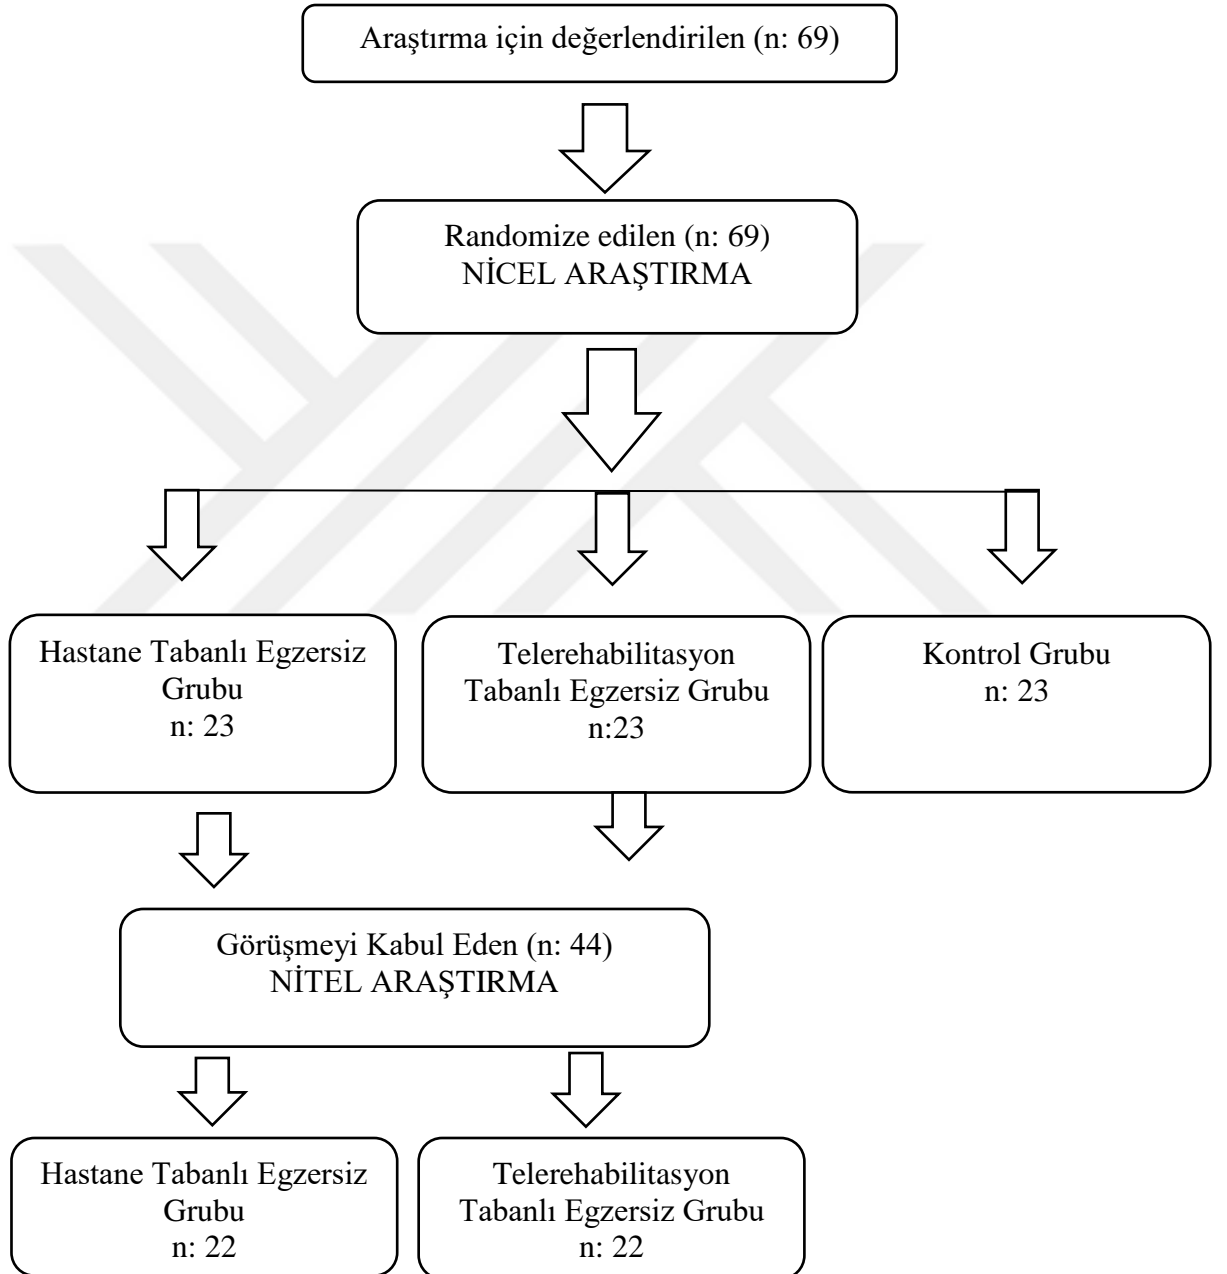 Araştırma için değerlendirilen (n: 69)
Randomize edilen (n: 69)
NİCEL ARAŞTIRMA
Hastane Tabanlı Egzersiz
Grubu
n: 23
Telerehabilitasyon
Tabanlı Egzersiz Grubu
n:23
Kontrol Grubu
n: 23
Görüşmeyi Kabul Eden (n: 44)
NİTEL ARAŞTIRMA
Hastane Tabanlı Egzersiz
Grubu
n: 22
Telerehabilitasyon
Tabanlı Egzersiz Grubu
n: 22